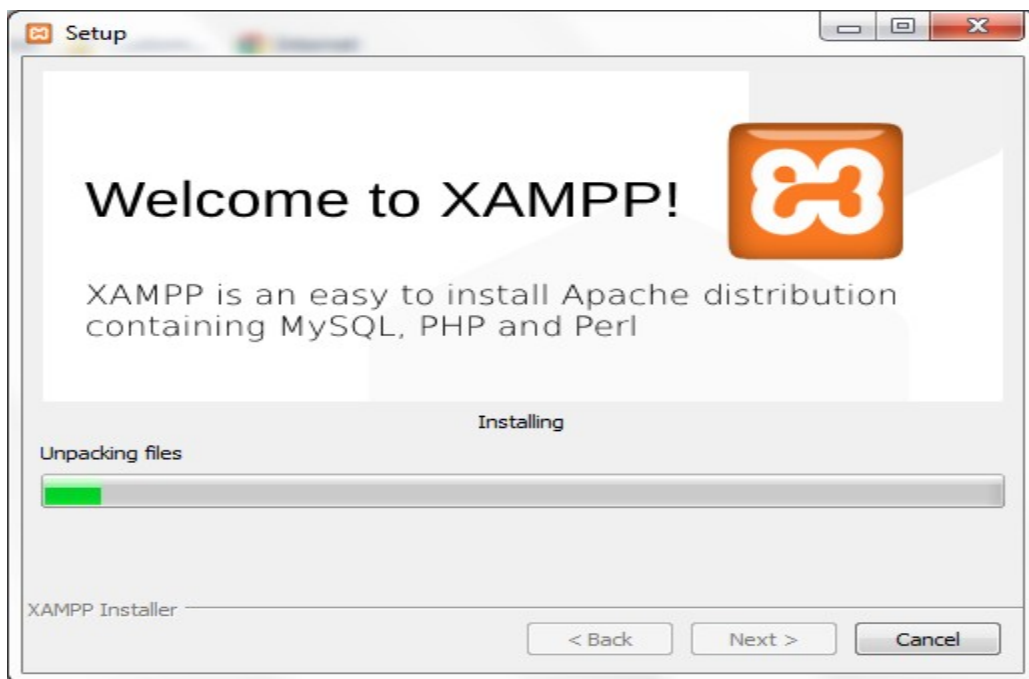 Setup
Welcome to XAMPP!
XAMPP is an easy to install Apache distribution
containing MySQL, PHP and Perl
Installing
Unpacking files
XAMPP Installer
< Back
Next >
Cancel